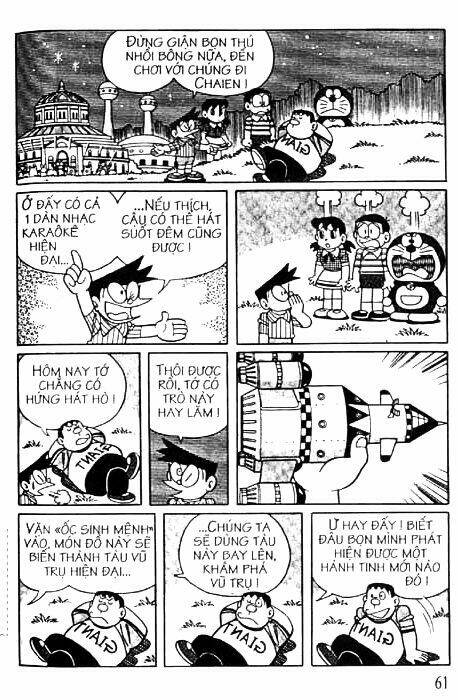 ĐỪNG GIẬN BỌN THÚ
NHỒI BÔNG NỮA, ĐẾN
CHƠI VỚI CHÚNG ĐI
CHAIEN !
GIANT
Ở ĐẤY CÓ CẢ
1 DÀN NHẠC
KARAÔKÊ
HIỆN
ĐẠI...
...NẾU THÍCH,
CẬU CÓ THỂ HÁT
SUỐT ĐÊM CŨNG
ĐƯỢC !
HÔM NAY TỚ
CHẲNG CÓ
HỨNG HÁT HÒ !
GIANT
THÔI ĐƯỢC
RỒI, TỚ CÓ
TRÒ NÀY
HAY LẮM !
VẶN «ỐC SINH MỆNH»
VÀO, MÓN ĐỒ NÀY SẼ
BIẾN THÀNH TÀU VŨ
TRỤ HIỆN ĐẠI...
GIANT
...CHÚNG TA
SẼ DÙNG TÀU
NÀY BAY LÊN,
KHÁM PHÁ
VŨ TRỤ !
GIANT
Ừ HAY ĐẤY ! BIẾT
ĐÂU BỌN MÌNH PHÁT
HIỆN ĐƯỢC MỘT
HÀNH TINH MỚI NÀO
ĐÓ !
GIANT
61